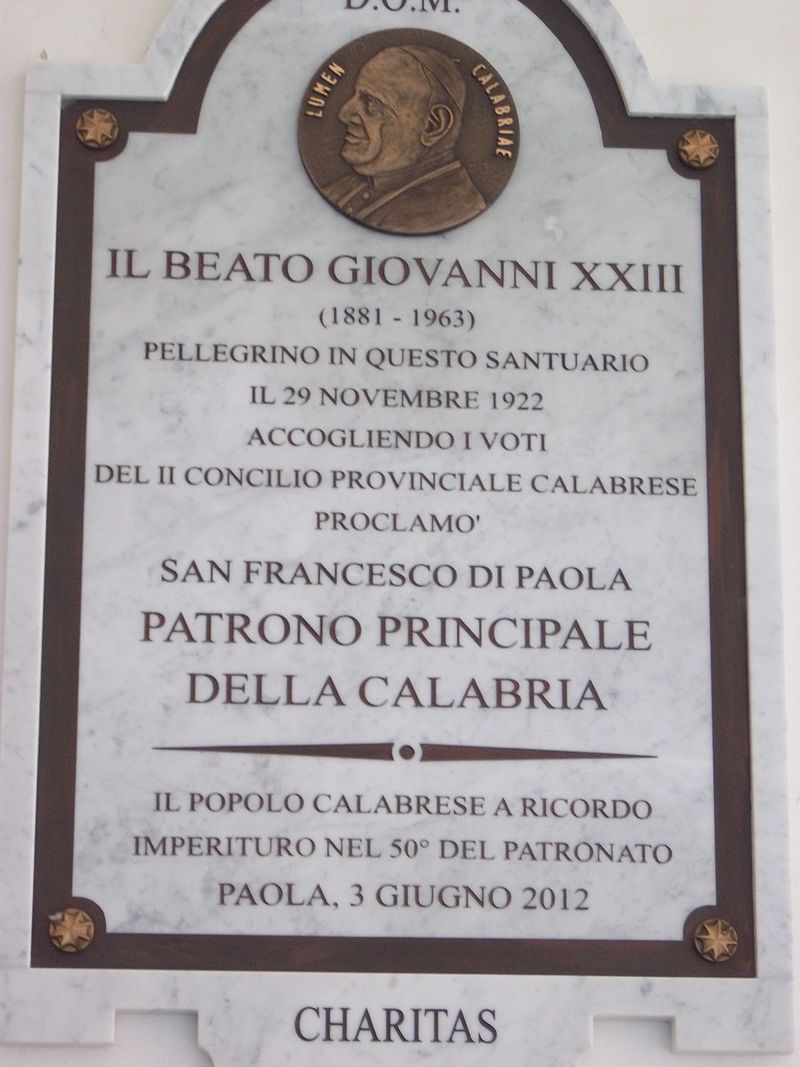 D.O.M.
LUMEN CALABRIAE
IL BEATO GIOVANNI XXIII
(1881 - 1963)
PELLEGRINO IN QUESTO SANTUARIO
IL 29 NOVEMBRE 1922
ACCOGLIENDO I VOTI
DEL II CONCILIO PROVINCIALE CALABRESE
PROCLAMO'
SAN FRANCESCO DI PAOLA
PATRONO PRINCIPALE
DELLA CALABRIA
IL POPOLO CALABRESE A RICORDO
IMPERITURO NEL 50° DEL PATRONATO
PAOLA, 3 GIUGNO 2012
CHARITAS